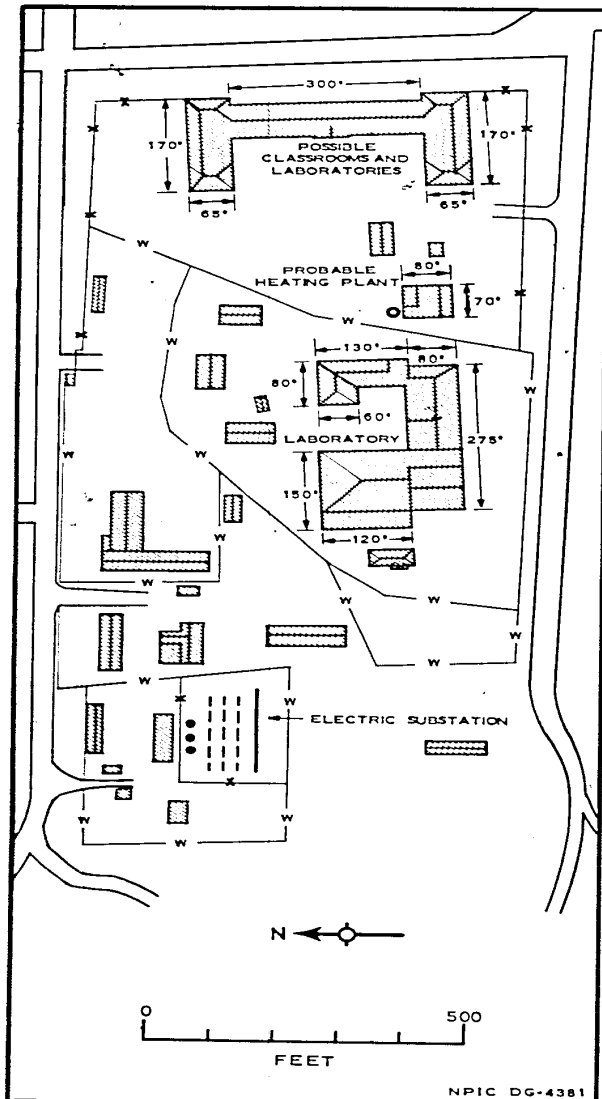 300°
170°
170°
POSSIBLE
CLASSROOMS AND
LABORATORIES
65°
65°
W
PROBABLE
HEATING PLANT
80°
70°
W
W
130°
80°
W
80°
60°
LABORATORY
275°
W
W
150°
W
120°
W
W
W
W
W
W
W
ELECTRIC SUBSTATION
W
W
W
N
0
500
FEET
NPIC DG-4381